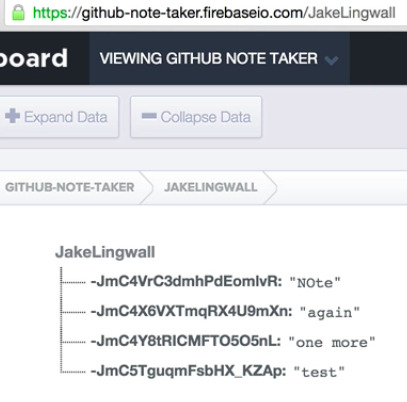 https://github-note-taker.firebaseio.com/JakeLingwall
board VIEWING GITHUB NOTE TAKER
Expand Data Collapse Data
GITHUB-NOTE-TAKER JAKELINGWALL
JakeLingwall
-JmC4VrC3dmhPdEomlvR: "NOte"
-JmC4X6VXTmqRX4U9mXn: "again"
-JmC4Y8tRICMFTO5O5nL: "one more"
-JmC5TguqmFsbHX_KZAp: "test"